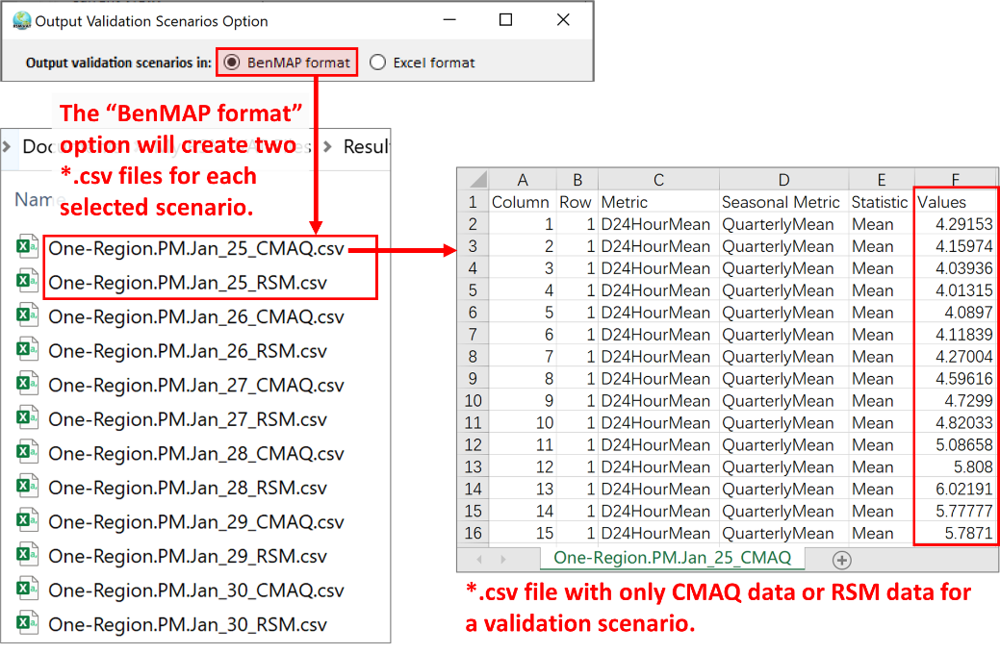 Output Validation Scenarios Option
Output validation scenarios in: BenMAP format Excel format
The “BenMAP format”
option will create two
*.csv files for each
selected scenario.
Doc
Result
Name
One-Region.PM.Jan_25_CMAQ.csv
One-Region.PM.Jan_25_RSM.csv
One-Region.PM.Jan_26_CMAQ.csv
One-Region.PM.Jan_26_RSM.csv
One-Region.PM.Jan_27_CMAQ.csv
One-Region.PM.Jan_27_RSM.csv
One-Region.PM.Jan_28_CMAQ.csv
One-Region.PM.Jan_28_RSM.csv
One-Region.PM.Jan_29_CMAQ.csv
One-Region.PM.Jan_29_RSM.csv
One-Region.PM.Jan_30_CMAQ.csv
One-Region.PM.Jan_30_RSM.csv
A B C D E F
1 Column Row Metric Seasonal Metric Statistic Values
2 1 1 D24HourMean QuarterlyMean Mean 4.29153
3 2 1 D24HourMean QuarterlyMean Mean 4.15974
4 3 1 D24HourMean QuarterlyMean Mean 4.03936
5 4 1 D24HourMean QuarterlyMean Mean 4.01315
6 5 1 D24HourMean QuarterlyMean Mean 4.0897
7 6 1 D24HourMean QuarterlyMean Mean 4.11839
8 7 1 D24HourMean QuarterlyMean Mean 4.27004
9 8 1 D24HourMean QuarterlyMean Mean 4.59616
10 9 1 D24HourMean QuarterlyMean Mean 4.7299
11 10 1 D24HourMean QuarterlyMean Mean 4.82033
12 11 1 D24HourMean QuarterlyMean Mean 5.08658
13 12 1 D24HourMean QuarterlyMean Mean 5.808
14 13 1 D24HourMean QuarterlyMean Mean 6.02191
15 14 1 D24HourMean QuarterlyMean Mean 5.77777
16 15 1 D24HourMean QuarterlyMean Mean 5.7871
One-Region.PM.Jan_25_CMAQ
*.csv file with only CMAQ data or RSM data for
a validation scenario.